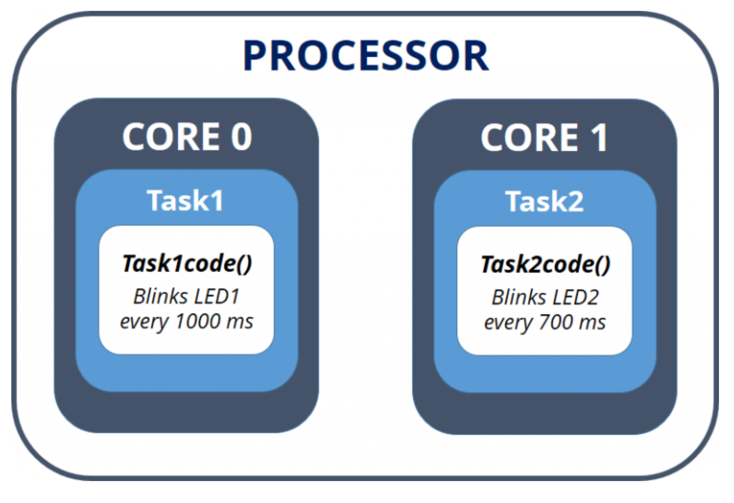 PROCESSOR
CORE 0
Task1
Task1code()
Blinks LED1
every 1000 ms
CORE 1
Task2
Task2code()
Blinks LED2
every 700 ms